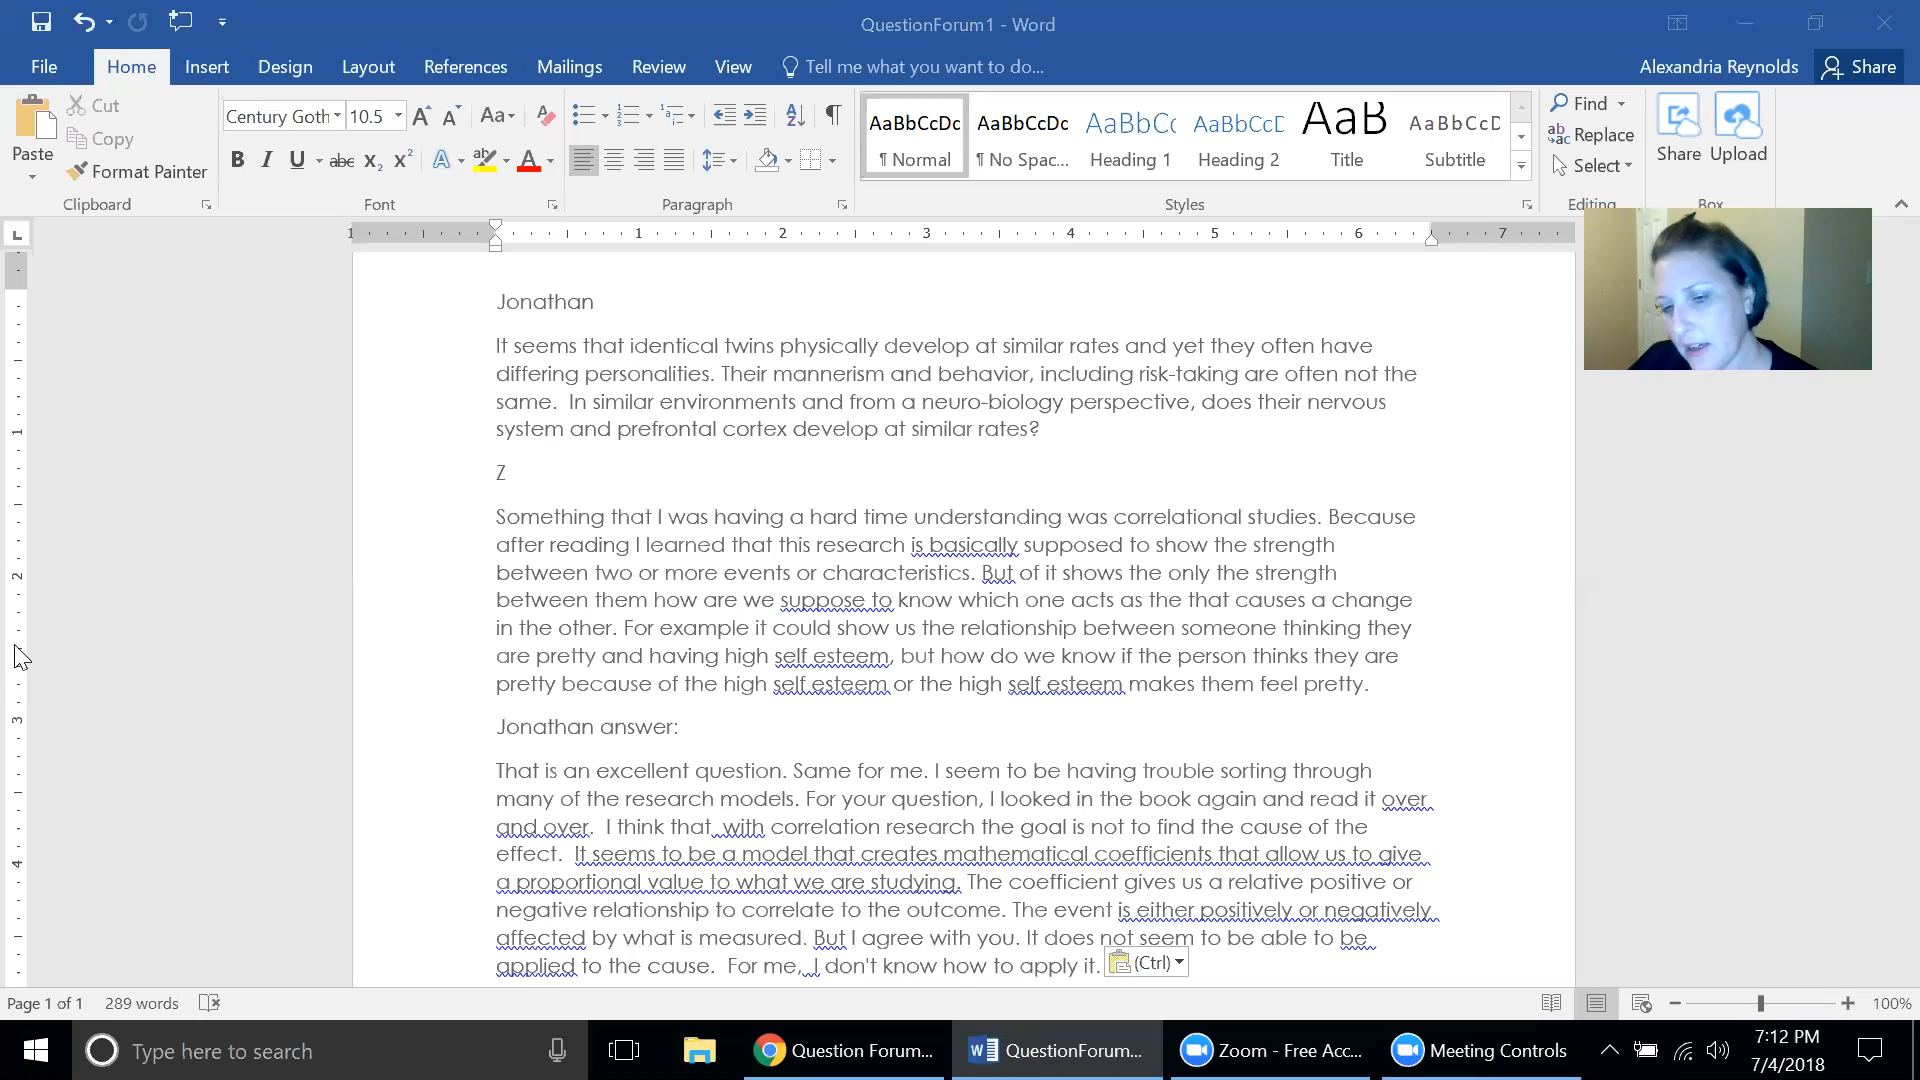 QuestionForum1 - Word
File Home Insert Design Layout References Mailings Review View Tell me what you want to do... Alexandria Reynolds Share
Paste
Cut
Copy
Format Painter
Clipboard
Century Goth 10.5
Font
Paragraph
AaBbCcDc AaBbCcDc AaBbCc AaBbCcD AaB AaBbCcD
¶ Normal ¶ No Spac... Heading 1 Heading 2 Title Subtitle
Styles
Find
Replace
Select
Editing
Share Upload
Box
1 1 2 3 4 5 6 7
Jonathan
It seems that identical twins physically develop at similar rates and yet they often have
differing personalities. Their mannerism and behavior, including risk-taking are often not the
same.  In similar environments and from a neuro-biology perspective, does their nervous
system and prefrontal cortex develop at similar rates?
Z
Something that I was having a hard time understanding was correlational studies. Because
after reading I learned that this research is basically supposed to show the strength
between two or more events or characteristics. But of it shows the only the strength
between them how are we suppose to know which one acts as the that causes a change
in the other. For example it could show us the relationship between someone thinking they
are pretty and having high self esteem, but how do we know if the person thinks they are
pretty because of the high self esteem or the high self esteem makes them feel pretty.
Jonathan answer:
That is an excellent question. Same for me. I seem to be having trouble sorting through
many of the research models. For your question, I looked in the book again and read it over
and over.  I think that  with correlation research the goal is not to find the cause of the
effect.  It seems to be a model that creates mathematical coefficients that allow us to give
a proportional value to what we are studying. The coefficient gives us a relative positive or
negative relationship to correlate to the outcome. The event is either positively or negatively
affected by what is measured. But I agree with you. It does not seem to be able to be
applied to the cause.  For me,  I don't know how to apply it. (Ctrl)
1
2
3
4
Page 1 of 1 289 words 100%
Type here to search
Question Forum...
QuestionForum...
Zoom - Free Acc...
Meeting Controls
7:12 PM
7/4/2018